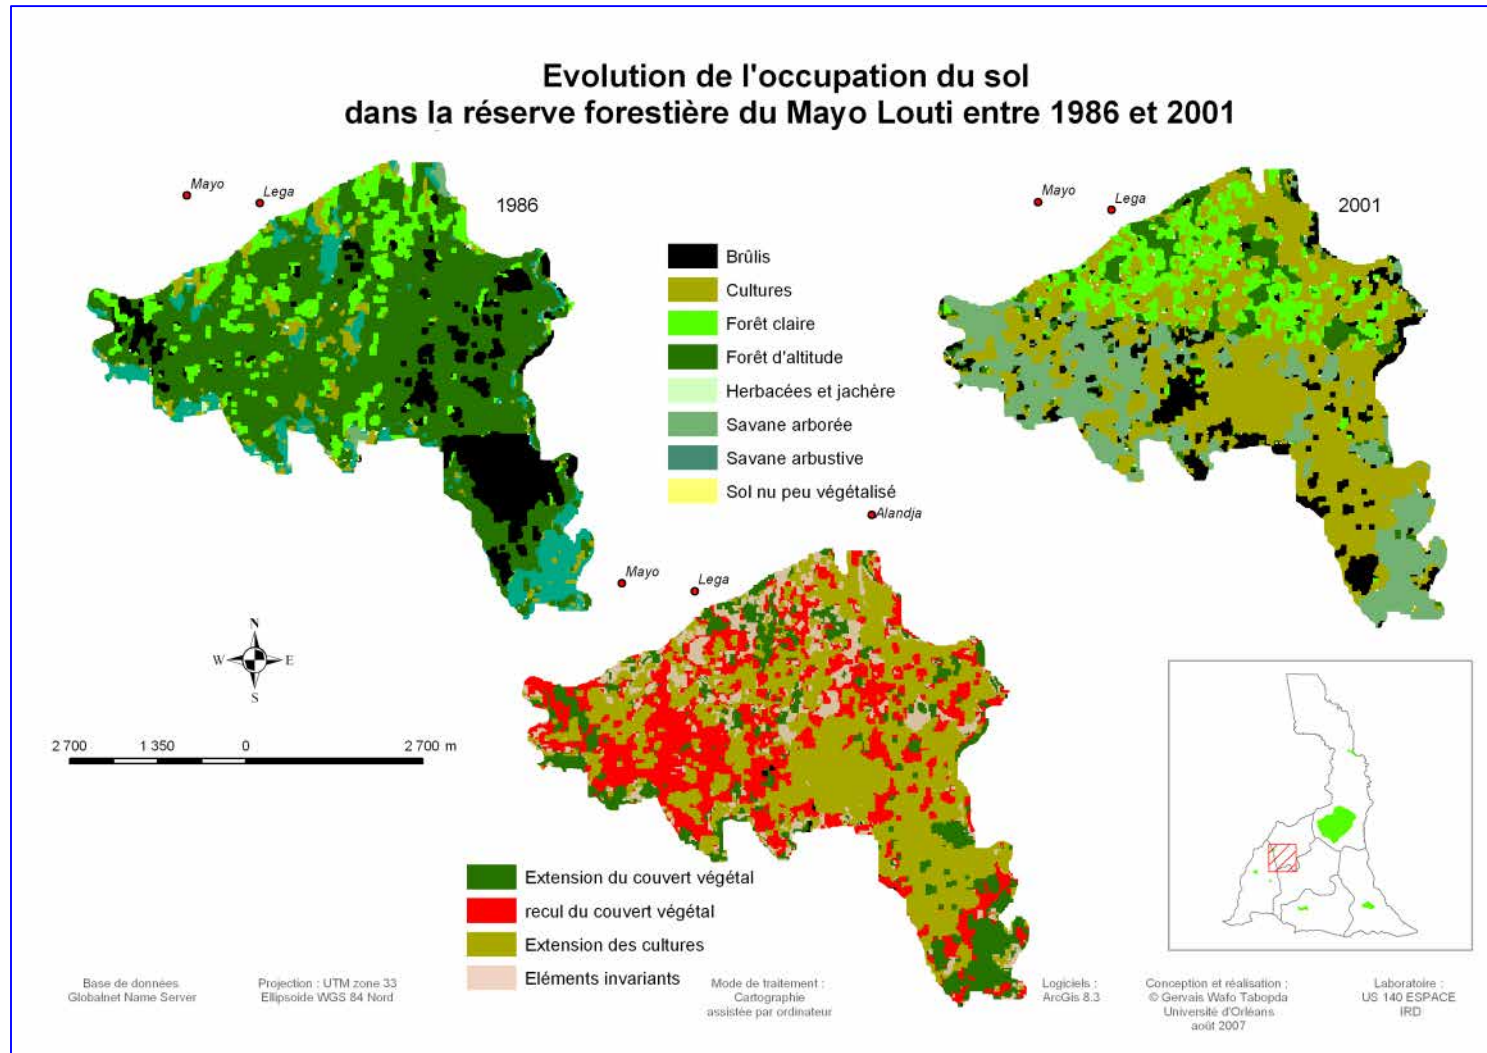 Evolution de l'occupation du sol
dans la réserve forestière du Mayo Louti entre 1986 et 2001
Mayo
Lega
1986
Mayo
Lega
2001
Brûlis
Cultures
Forêt claire
Forêt d'altitude
Herbacées et jachère
Savane arborée
Savane arbustive
Sol nu peu végétalisé
Alandja
Mayo
Lega
N
W
E
S
2 700 1 350 0 2 700 m
Extension du couvert végétal
recul du couvert végétal
Extension des cultures
Eléments invariants
Base de données
Globalnet Name Server
Projection : UTM zone 33
Ellipsoide WGS 84 Nord
Mode de traitement :
Cartographie
assistée par ordinateur
Logiciels :
ArcGis 8.3
Conception et réalisation ;
© Gervais Wafo Tabopda
Université d'Orléans
août 2007
Laboratoire :
US 140 ESPACE
IRD